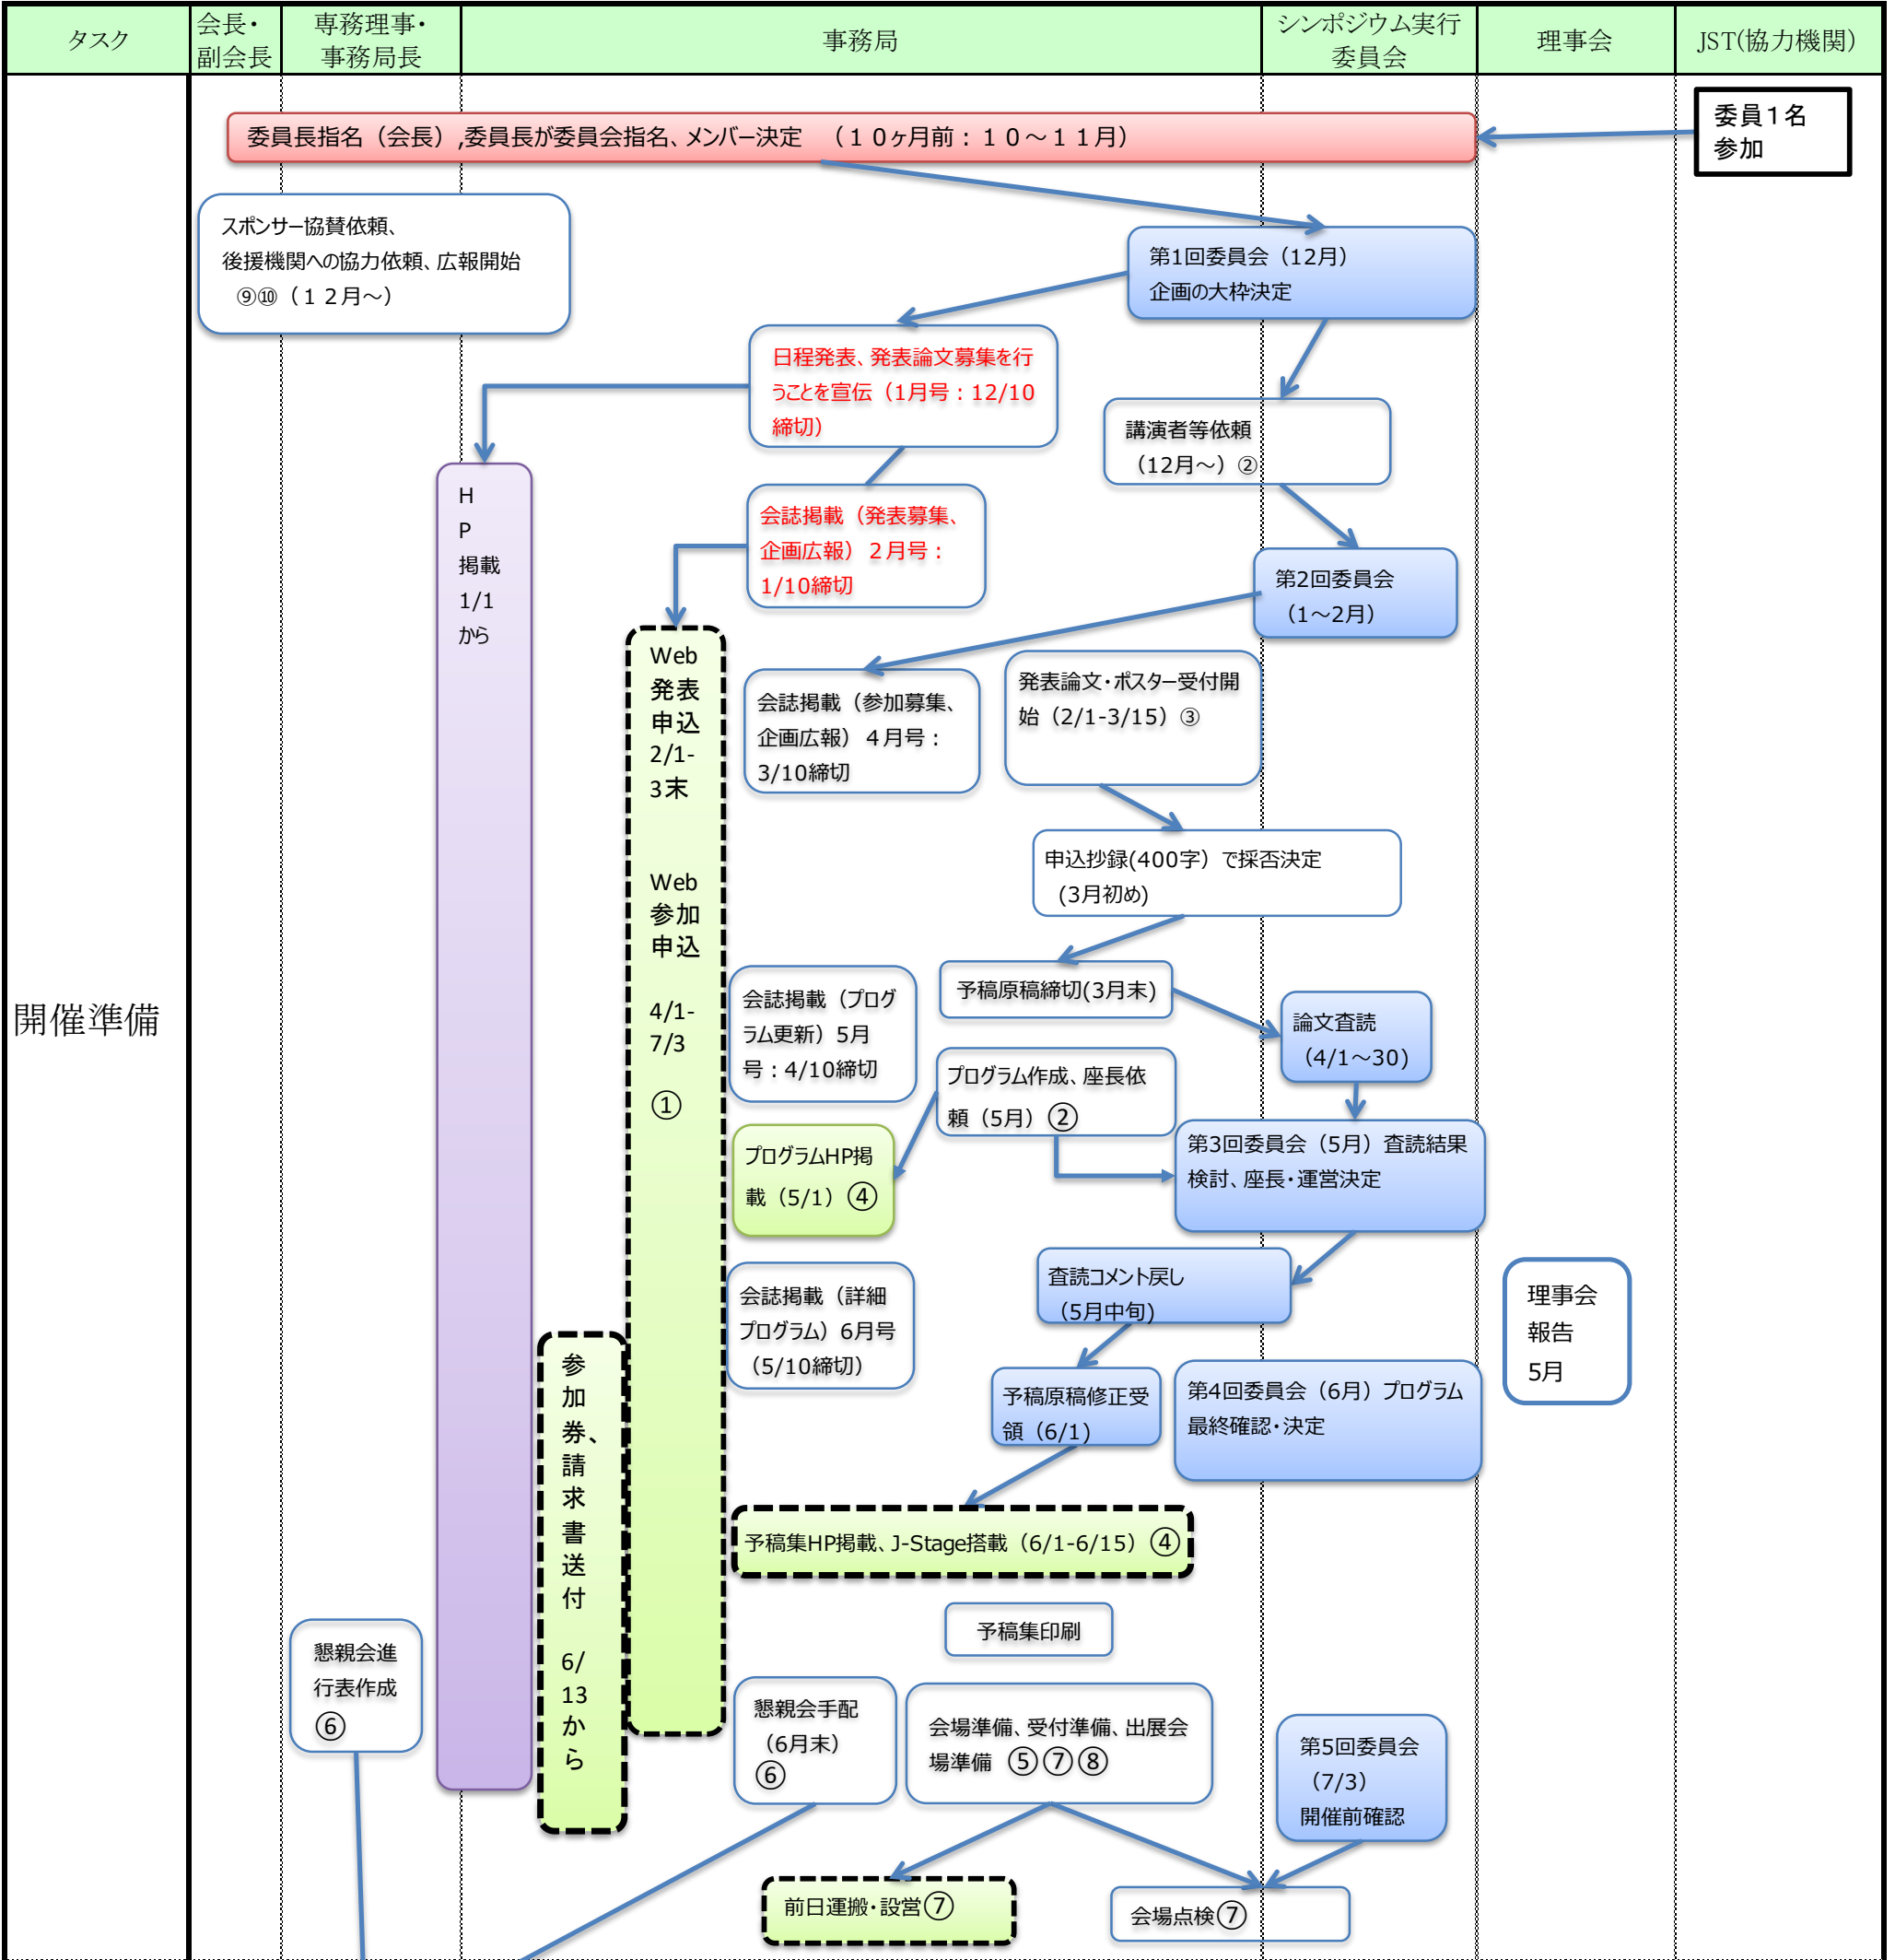 タスク
会長・
副会長
専務理事・
事務局長
事務局
シンポジウム実行
委員会
理事会
JST(協力機関)
委員長指名（会長）,委員長が委員会指名、メンバー決定　（１０ヶ月前：１０～１１月）
委員１名
参加
スポンサー協賛依頼、
後援機関への協力依頼、広報開始
⑨⑩（１２月～）
第1回委員会（12月）
企画の大枠決定
日程発表、発表論文募集を行
うことを宣伝（1月号：12/10
締切）
講演者等依頼
（12月～）②
H
P
掲載
1/1
から
会誌掲載（発表募集、
企画広報）２月号：
1/10締切
第2回委員会
（1～2月）
Web
発表
申込
2/1-
3末
Web
参加
申込
4/1-
7/3
①
会誌掲載（参加募集、
企画広報）４月号：
3/10締切
発表論文・ポスター受付開
始（2/1-3/15）③
申込抄録(400字）で採否決定
(3月初め)
開催準備
会誌掲載（プログ
ラム更新）5月
号：4/10締切
予稿原稿締切(3月末)
論文査読
（4/1～30)
プログラム作成、座長依
頼（5月）②
プログラムHP掲
載（5/1）④
第3回委員会（5月）査読結果
検討、座長・運営決定
会誌掲載（詳細
プログラム）6月号
（5/10締切）
査読コメント戻し
（5月中旬)
理事会
報告
5月
参
加
券、
請
求
書
送
付
6/
13
か
ら
予稿原稿修正受
領（6/1)
第4回委員会（6月）プログラム
最終確認・決定
予稿集HP掲載、J-Stage搭載（6/1-6/15）④
予稿集印刷
懇親会進
行表作成
⑥
懇親会手配
（6月末）
⑥
会場準備、受付準備、出展会
場準備　⑤⑦⑧
第5回委員会
（7/3）
開催前確認
前日運搬・設営⑦
会場点検⑦